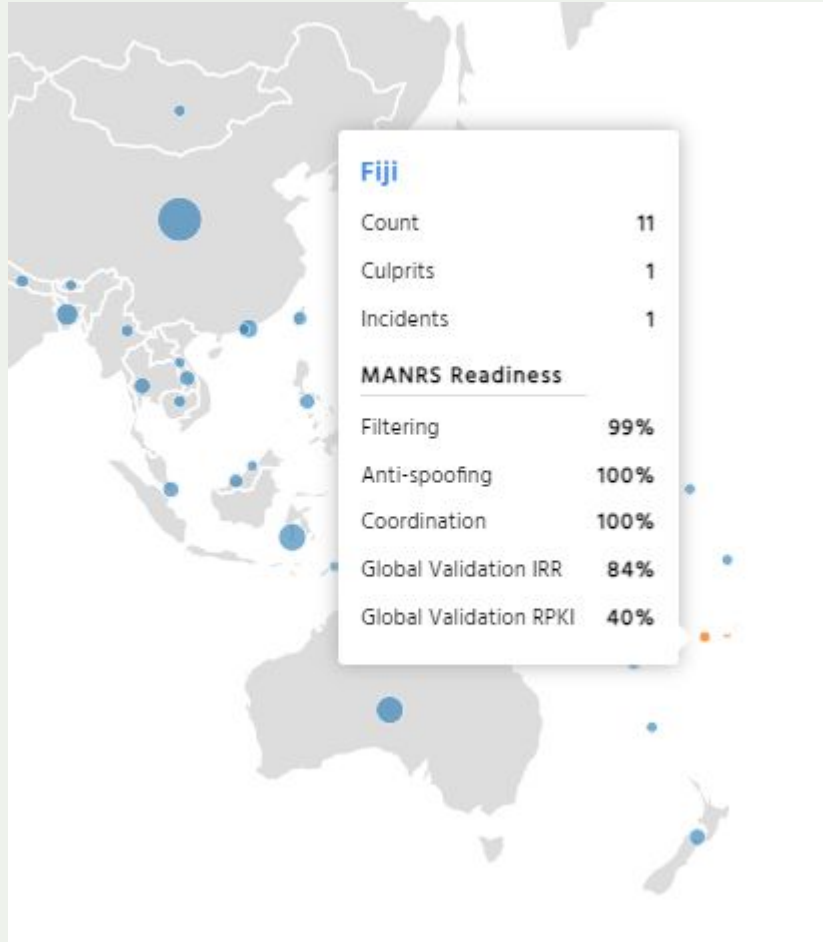 Fiji
Count 11
Culprits 1
Incidents 1
MANRS Readiness
Filtering 99%
Anti-spoofing 100%
Coordination 100%
Global Validation IRR 84%
Global Validation RPKI 40%